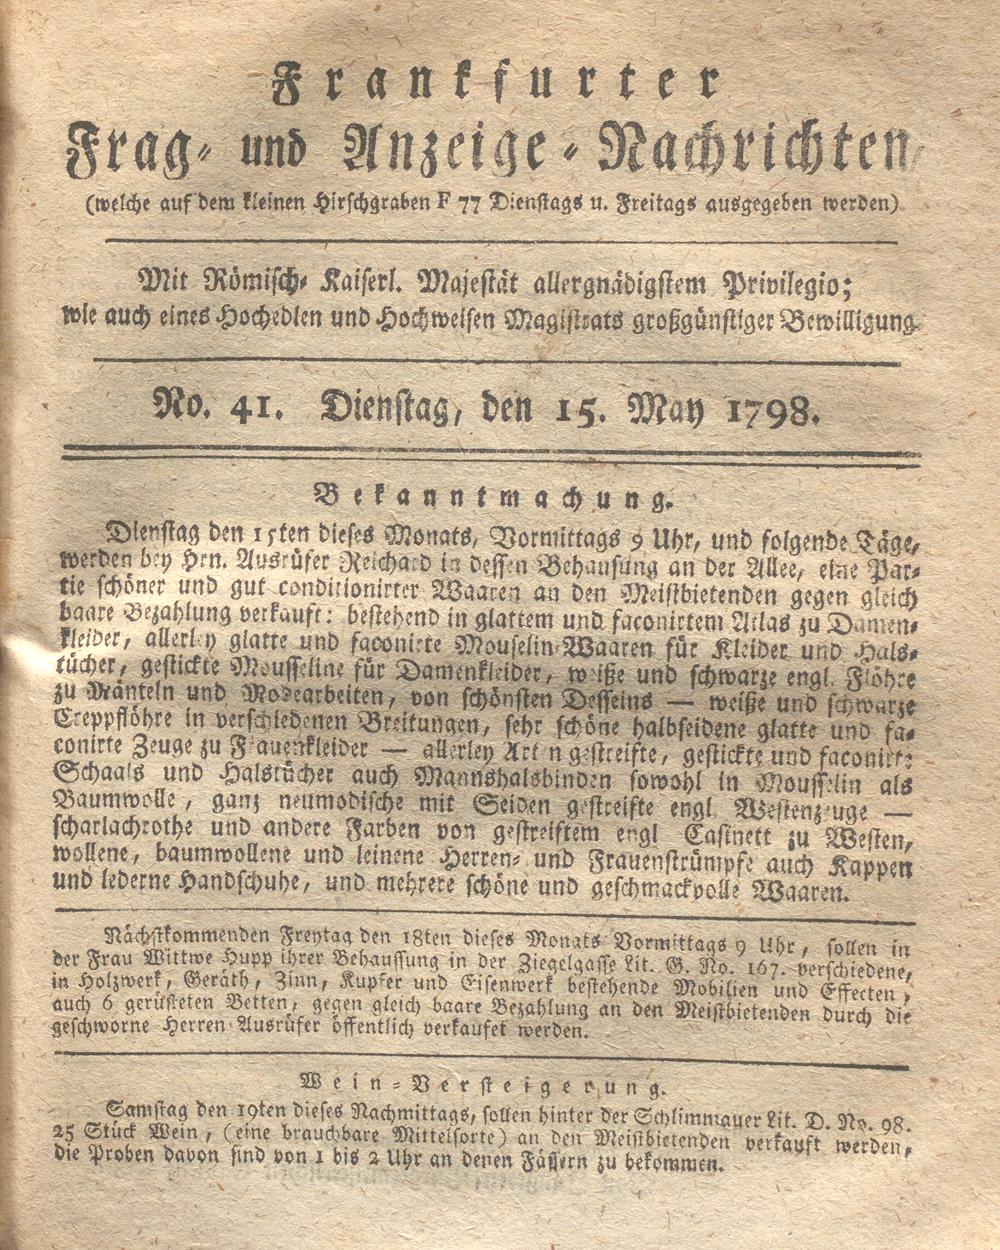 Frankfurter
Frag- und Anzeige-Nachrichten,
(welche auf dem kleinen Hirschgraben F 77 Dienstags u. Freitags ausgegeben werden)
Mit Römisch- Kaiserl. Majestät allergnädigstem Privilegio;
wie auch eines Hochedlen und Hochweisen Magistrats großgünstiger Bewilligung.
No. 41. Dienstag, den 15. May 1798.
Bekanntmachung.
Dienstag den 15ten dieses Monats, Vormittags 9 Uhr, und folgende Täge,
werden bey Hrn. Ausrüfer Reichard in dessen Behausung an der Allee, eine Par-
tie schöner und gut conditionirter Waaren an den Meistbietenden gegen gleich
baare Bezahlung verkauft: bestehend in glattem und faconirtem Atlas zu Damen-
kleider, allerley glatte und faconirte Mouselin-Waaren für Kleider und Hals-
tücher, gestickte Mousseline für Damenkleider, weiße und schwarze engl. Flöhre
zu Mänteln und Modearbeiten, von schönsten Desseins — weiße und schwarze
Creppflöhre in verschiedenen Breitungen, sehr schöne halbseidene glatte und fa-
conirte Zeuge zu Frauenkleider — allerley Arten gestreifte, gestickte und faconirte
Schaals und Halstücher auch Mannshalsbinden sowohl in Mousselin als
Baumwolle, ganz neumodische mit Seiden gestreifte engl. Westenzeuge —
scharlachrothe und andere Farben von gestreiftem engl Casinett zu Westen,
wollene, baumwollene und leinene Herren- und Frauenstrümpfe auch Kappen
und lederne Handschuhe, und mehrere schöne und geschmackvolle Waaren.
Nächstkommenden Freytag den 18ten dieses Monats Vormittags 9 Uhr, sollen in
der Frau Wittwe Hupp ihrer Behaussung in der Ziegelgasse Lit. G. No. 167. verschiedene,
in Holzwerk, Geräth, Zinn, Kupfer und Eisenwerk bestehende Mobilien und Effecten,
auch 6 gerüsteten Betten, gegen gleich baare Bezahlung an den Meistbietenden durch die
geschworne Herren Ausrüfer öffentlich verkaufet werden.
Wein-Versteigerung.
Samstag den 19ten dieses Nachmittags, sollen hinter der Schlimmauer Lit. D. No. 98.
25 Stück Wein, (eine brauchbare Mittelsorte) an den Meistbietenden verkauft werden,
die Proben davon sind von 1 bis 2 Uhr an denen Fässern zu bekommen.